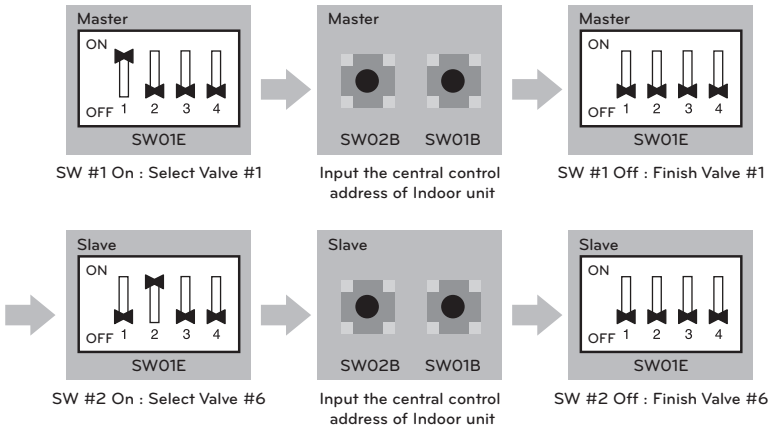 Master
ON
OFF 1 2 3 4
SW01E
SW #1 On : Select Valve #1
Master
SW02B SW01B
Input the central control
address of Indoor unit
Master
ON
OFF 1 2 3 4
SW01E
SW #1 Off : Finish Valve #1
Slave
ON
OFF 1 2 3 4
SW01E
SW #2 On : Select Valve #6
Slave
SW02B SW01B
Input the central control
address of Indoor unit
Slave
ON
OFF 1 2 3 4
SW01E
SW #2 Off : Finish Valve #6